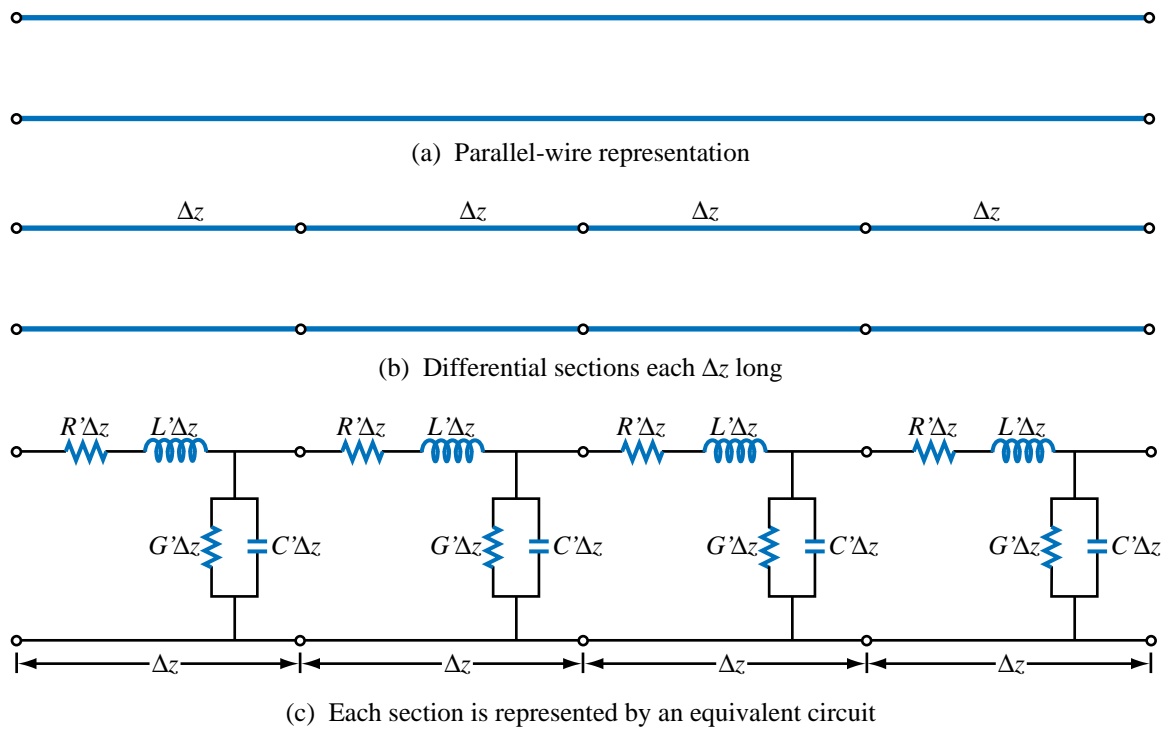 (a) Parallel-wire representation
Δz Δz Δz Δz
(b) Differential sections each Δz long
R’Δz L’Δz R’Δz L’Δz R’Δz L’Δz R’Δz L’Δz
G’Δz C’Δz G’Δz C’Δz G’Δz C’Δz G’Δz C’Δz
Δz Δz Δz Δz
(c) Each section is represented by an equivalent circuit